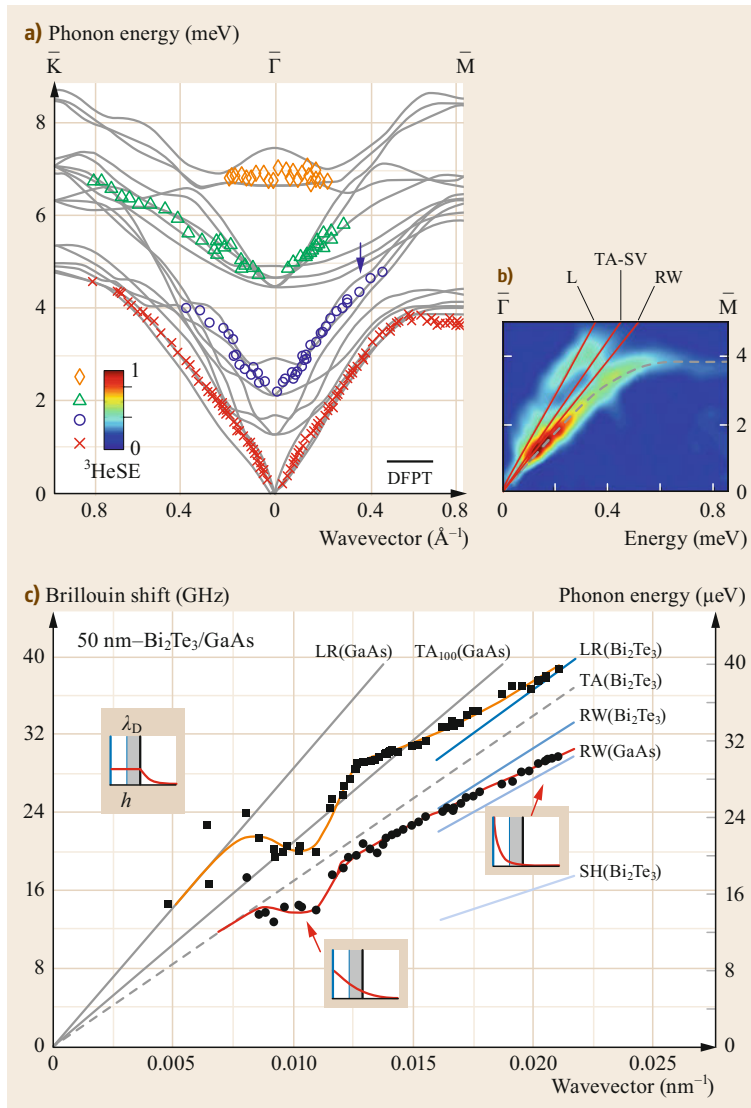 a) Phonon energy (meV)
K̅ Γ̅ M̅
8
6
4
2
0
1
0
³HeSE
DFPT
0.8 0.4 0 0.4 0.8
Wavevector (Å⁻¹)
b)
L TA-SV RW
Γ̅ M̅
4
2
0
0 0.4 0.8
Energy (meV)
c) Brillouin shift (GHz) Phonon energy (μeV)
50 nm–Bi₂Te₃/GaAs
LR(GaAs) TA₁₀₀(GaAs) LR(Bi₂Te₃)
TA(Bi₂Te₃)
RW(Bi₂Te₃)
RW(GaAs)
SH(Bi₂Te₃)
λ_D
h
40 40
32 32
24 24
16 16
8 8
0 0
0 0.005 0.010 0.015 0.020 0.025
Wavevector (nm⁻¹)